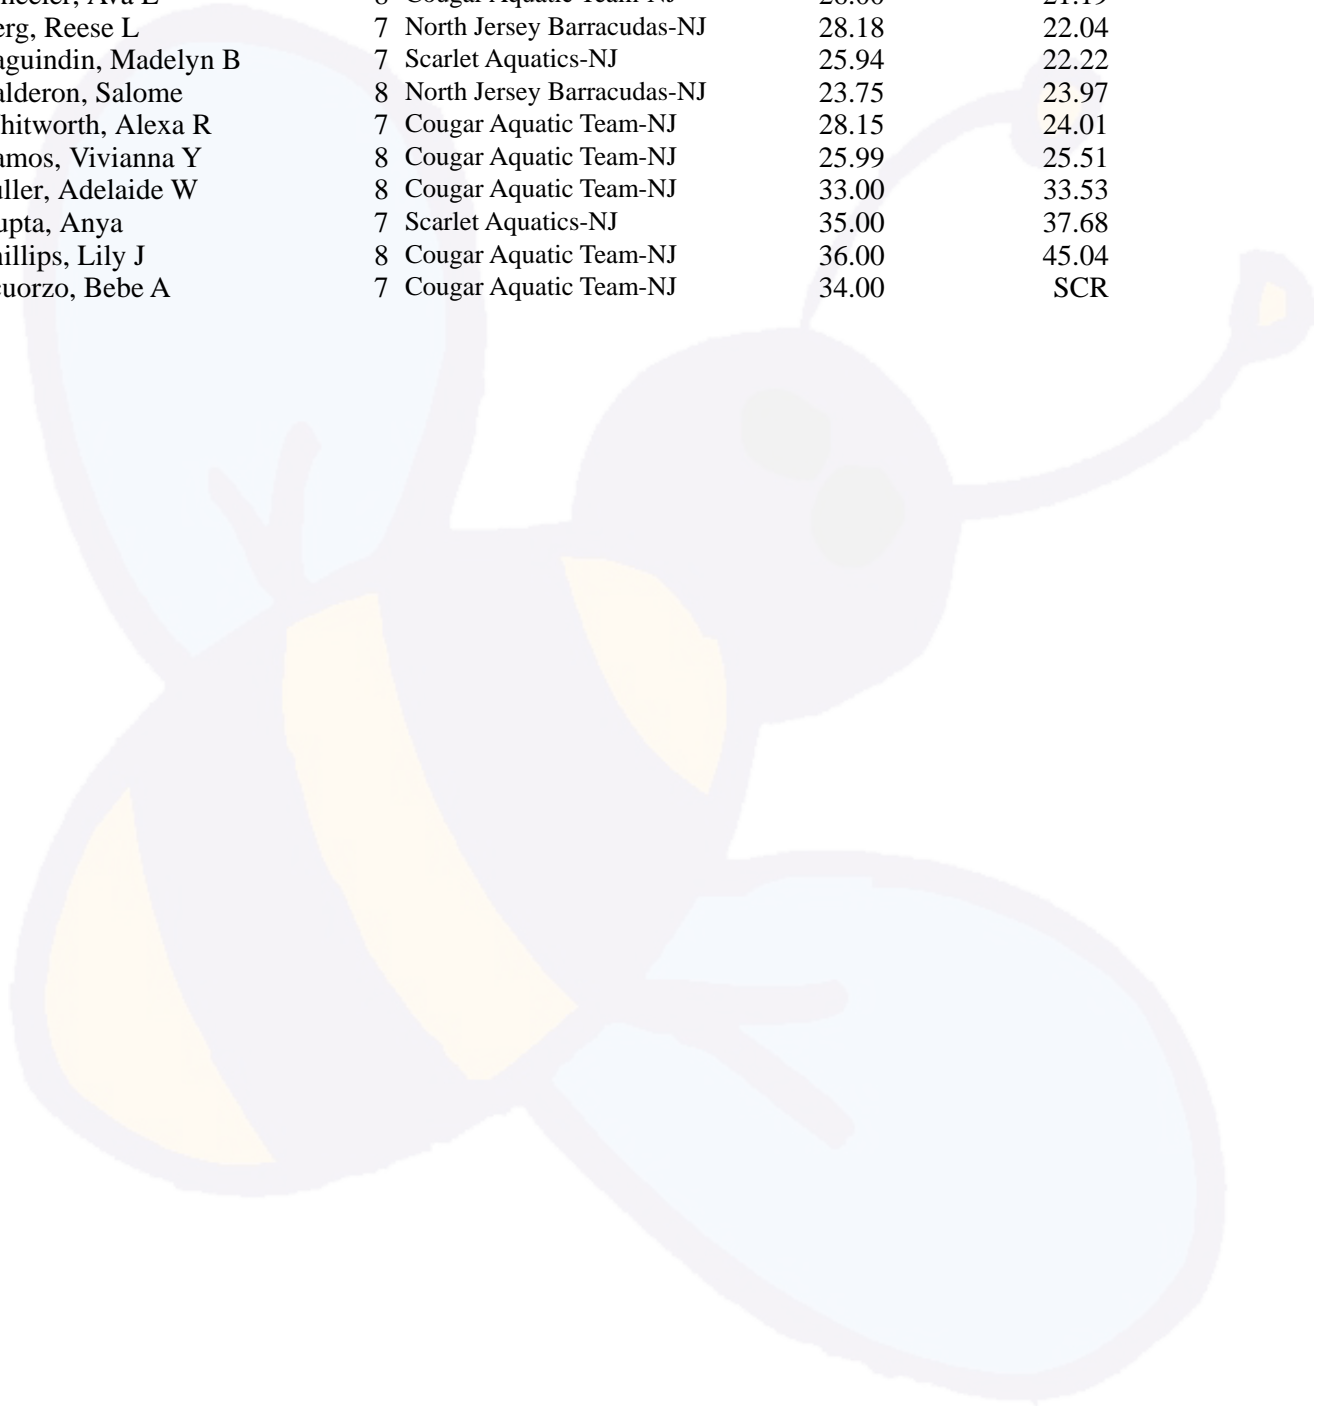 erg, Reese L 7 North Jersey Barracudas-NJ 28.18 22.04
aguindin, Madelyn B 7 Scarlet Aquatics-NJ 25.94 22.22
alderon, Salome 8 North Jersey Barracudas-NJ 23.75 23.97
hitworth, Alexa R 7 Cougar Aquatic Team-NJ 28.15 24.01
amos, Vivianna Y 8 Cougar Aquatic Team-NJ 25.99 25.51
uller, Adelaide W 8 Cougar Aquatic Team-NJ 33.00 33.53
upta, Anya 7 Scarlet Aquatics-NJ 35.00 37.68
hillips, Lily J 8 Cougar Aquatic Team-NJ 36.00 45.04
cuorzo, Bebe A 7 Cougar Aquatic Team-NJ 34.00 SCR